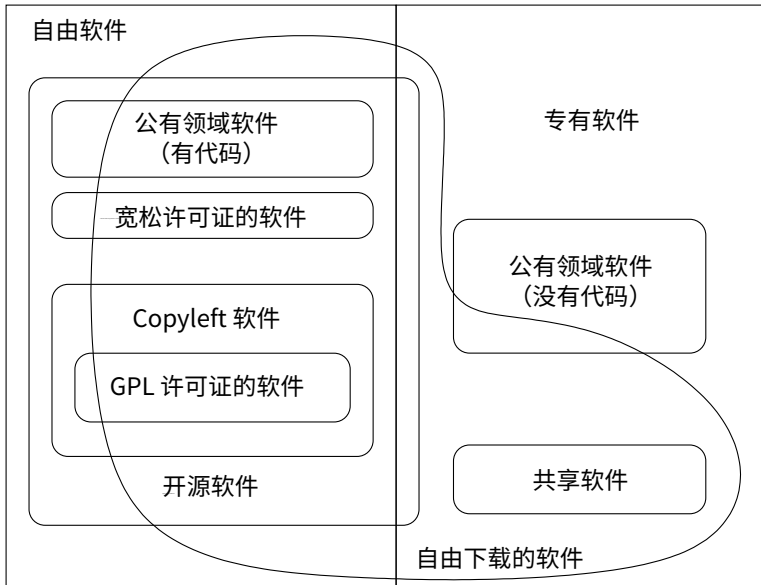 自由软件
公有领域软件
（有代码）
宽松许可证的软件
Copyleft 软件
GPL 许可证的软件
开源软件
专有软件
公有领域软件
（没有代码）
共享软件
自由下载的软件